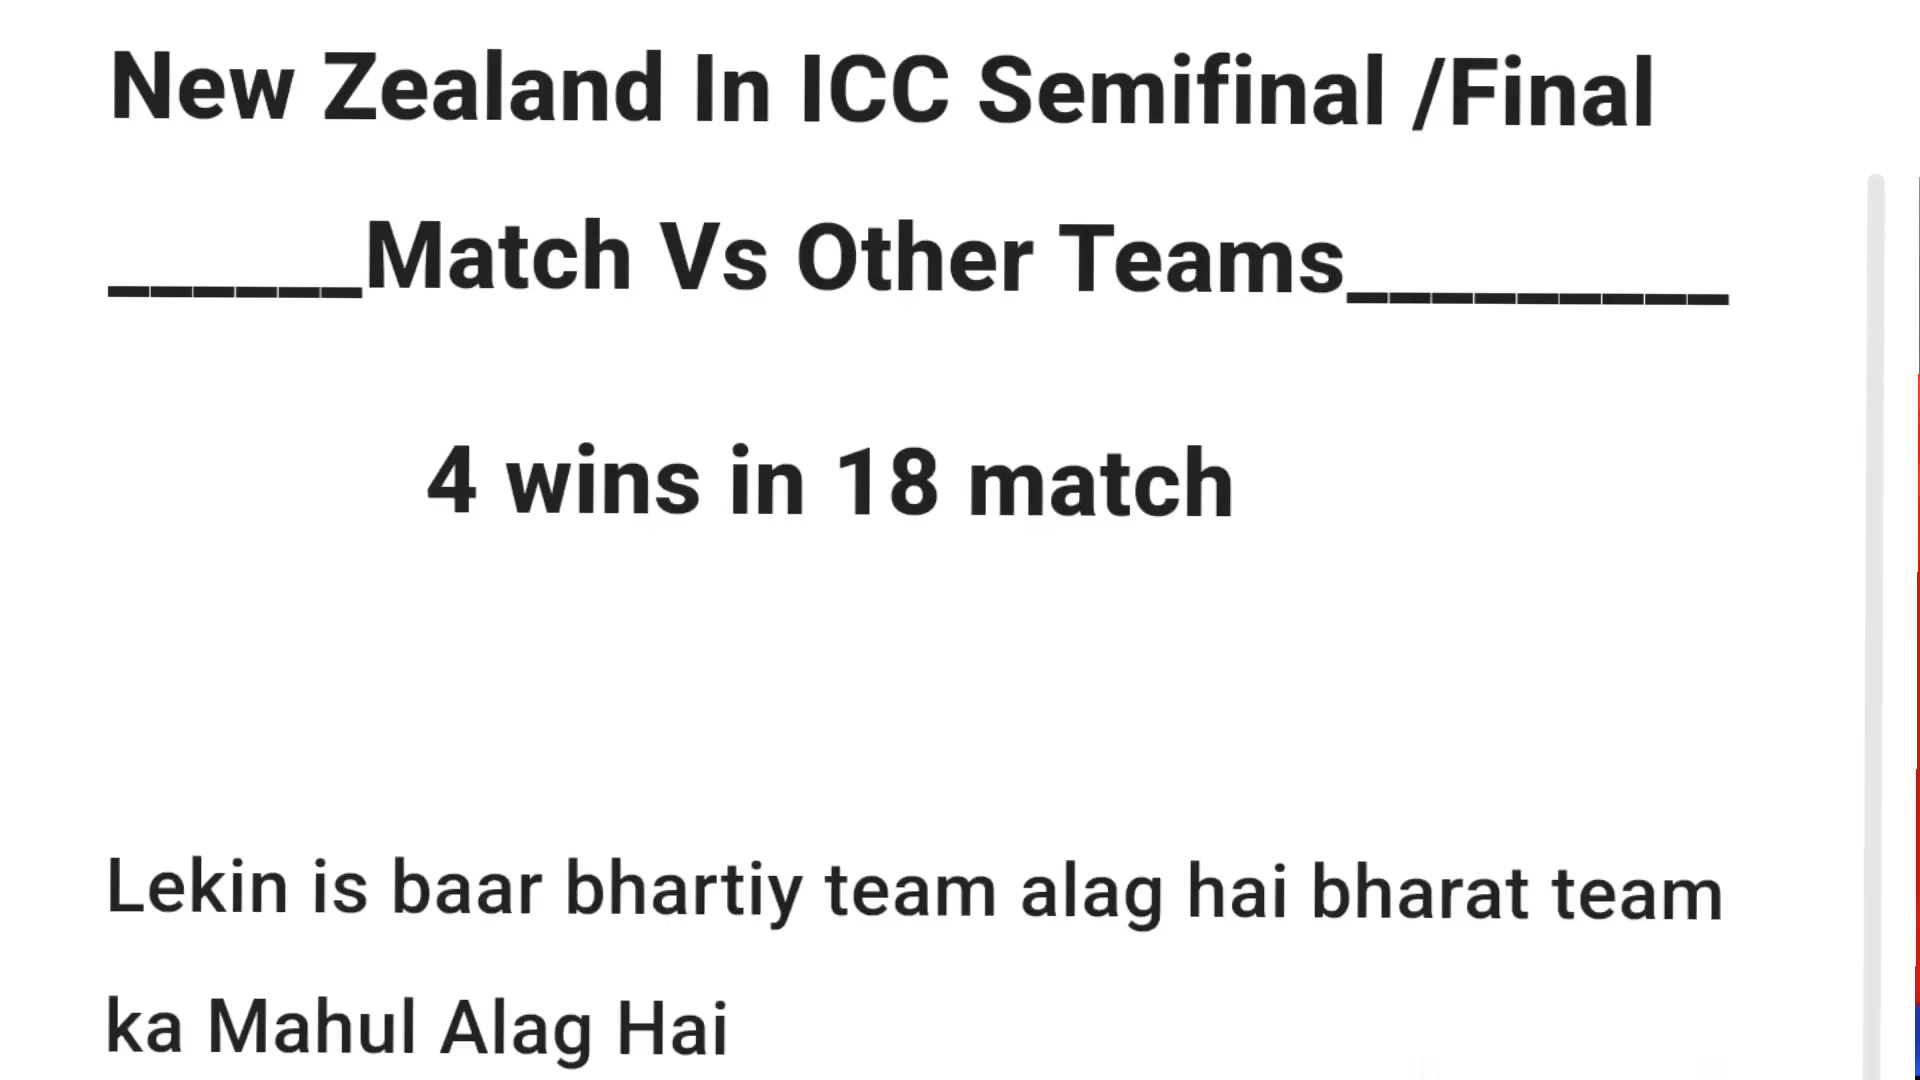 New Zealand In ICC Semifinal /Final
______Match Vs Other Teams_________
4 wins in 18 match
Lekin is baar bhartiy team alag hai bharat team
ka Mahul Alag Hai